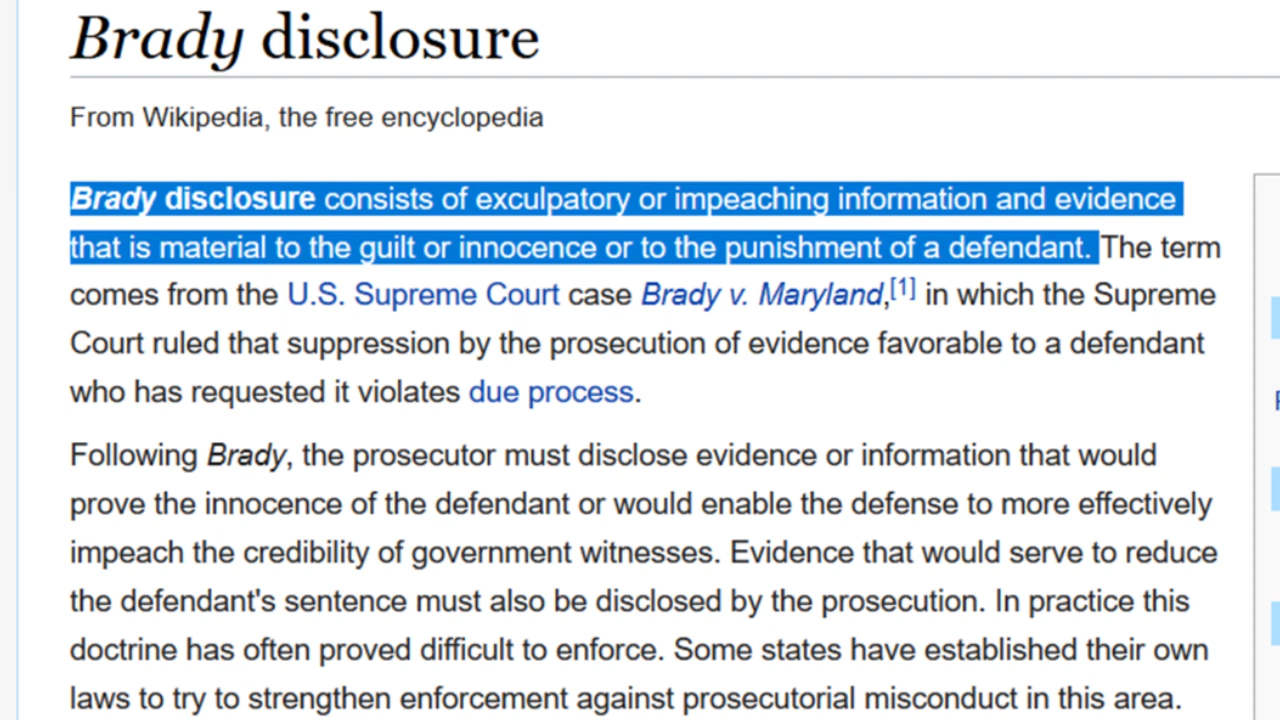 Brady disclosure
From Wikipedia, the free encyclopedia
Brady disclosure consists of exculpatory or impeaching information and evidence
that is material to the guilt or innocence or to the punishment of a defendant. The term
comes from the U.S. Supreme Court case Brady v. Maryland,[1] in which the Supreme
Court ruled that suppression by the prosecution of evidence favorable to a defendant
who has requested it violates due process.
Following Brady, the prosecutor must disclose evidence or information that would
prove the innocence of the defendant or would enable the defense to more effectively
impeach the credibility of government witnesses. Evidence that would serve to reduce
the defendant's sentence must also be disclosed by the prosecution. In practice this
doctrine has often proved difficult to enforce. Some states have established their own
laws to try to strengthen enforcement against prosecutorial misconduct in this area.